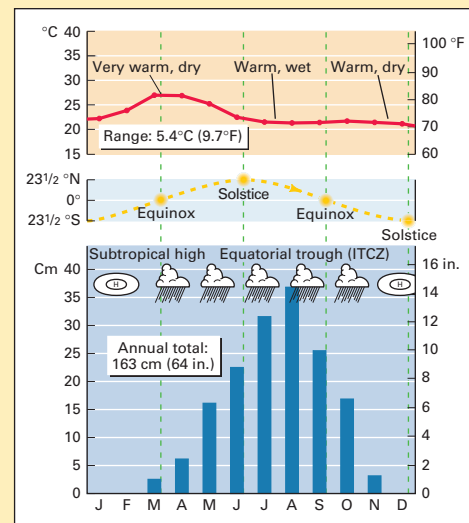 °C
°F
40
35
30
25
20
15
100
90
80
70
60
Very warm, dry
Warm, wet
Warm, dry
Range: 5.4°C (9.7°F)
23 1/2 °N
0°
23 1/2 °S
Solstice
Equinox
Equinox
Solstice
Subtropical high
Equatorial trough (ITCZ)
Cm
40
35
30
25
20
15
10
5
0
16 in.
14
12
10
8
6
4
2
0
H
H
Annual total:
163 cm (64 in.)
J F M A M J J A S O N D